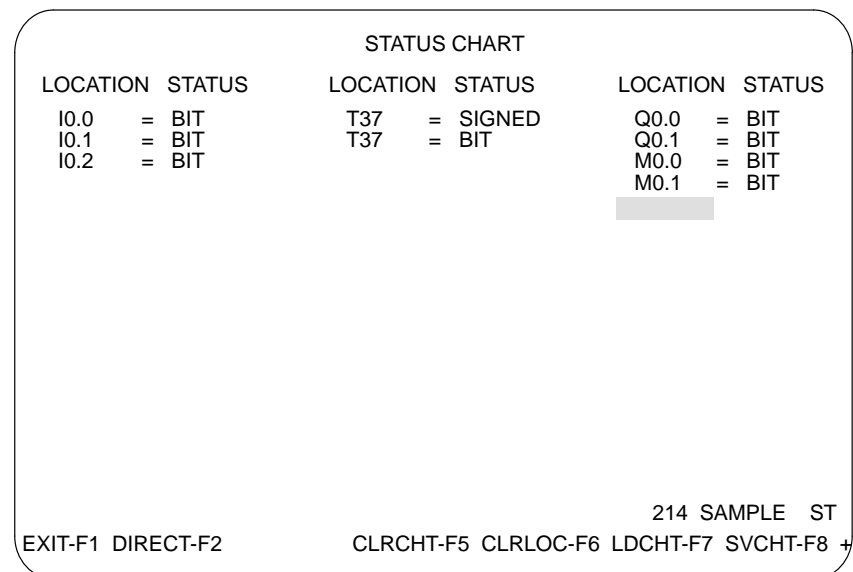 STATUS CHART
LOCATION STATUS LOCATION STATUS LOCATION STATUS
I0.0 = BIT T37 = SIGNED Q0.0 = BIT
I0.1 = BIT T37 = BIT Q0.1 = BIT
I0.2 = BIT M0.0 = BIT
M0.1 = BIT
214 SAMPLE ST
EXIT-F1 DIRECT-F2 CLRCHT-F5 CLRLOC-F6 LDCHT-F7 SVCHT-F8 +